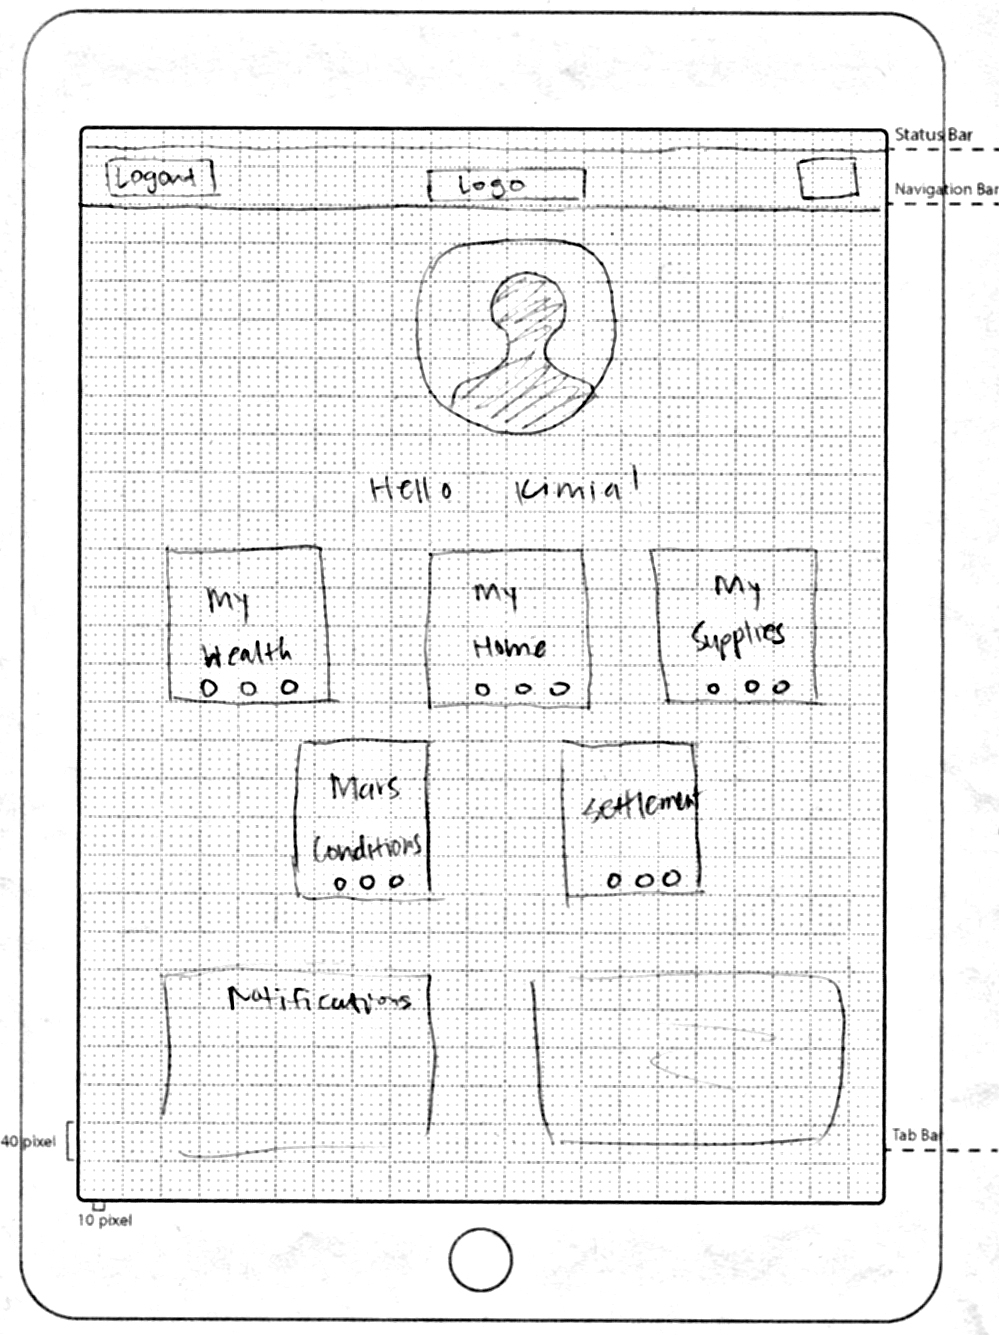 Status Bar
Logout
Logo
Navigation Bar
Hello Kimia!
My
Health
My
Home
My
Supplies
Mars
Conditions
Settlement
Notifications
40 pixel
Tab Bar
10 pixel